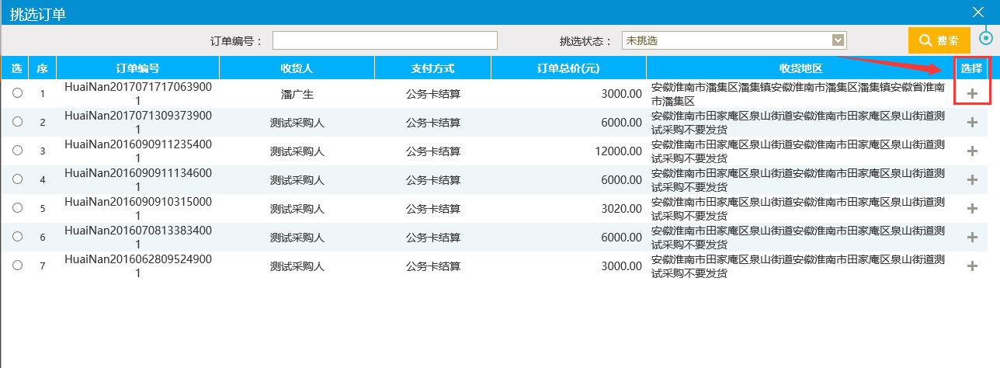 挑选订单
订单编号： 挑选状态： 未挑选 搜索
选 序 订单编号 收货人 支付方式 订单总价(元) 收货地区 选择
HuaiNan2017071717063900 安徽淮南市潘集区潘集镇安徽淮南市潘集区潘集镇安徽省淮南
1 潘广生 公务卡结算 3000.00
1 市潘集区
HuaiNan2017071309373900 安徽淮南市田家庵区泉山街道安徽淮南市田家庵区泉山街道测
2 测试采购人 公务卡结算 6000.00
1 试采购不要发货
HuaiNan2016090911235400 安徽淮南市田家庵区泉山街道安徽淮南市田家庵区泉山街道测
3 测试采购人 公务卡结算 12000.00
1 试采购不要发货
HuaiNan2016090911134600 安徽淮南市田家庵区泉山街道安徽淮南市田家庵区泉山街道测
4 测试采购人 公务卡结算 6000.00
1 试采购不要发货
HuaiNan2016090910315000 安徽淮南市田家庵区泉山街道安徽淮南市田家庵区泉山街道测
5 测试采购人 公务卡结算 3020.00
1 试采购不要发货
HuaiNan2016070813383400 安徽淮南市田家庵区泉山街道安徽淮南市田家庵区泉山街道测
6 测试采购人 公务卡结算 6000.00
1 试采购不要发货
HuaiNan2016062809524900 安徽淮南市田家庵区泉山街道安徽淮南市田家庵区泉山街道测
7 测试采购人 公务卡结算 3000.00
1 试采购不要发货